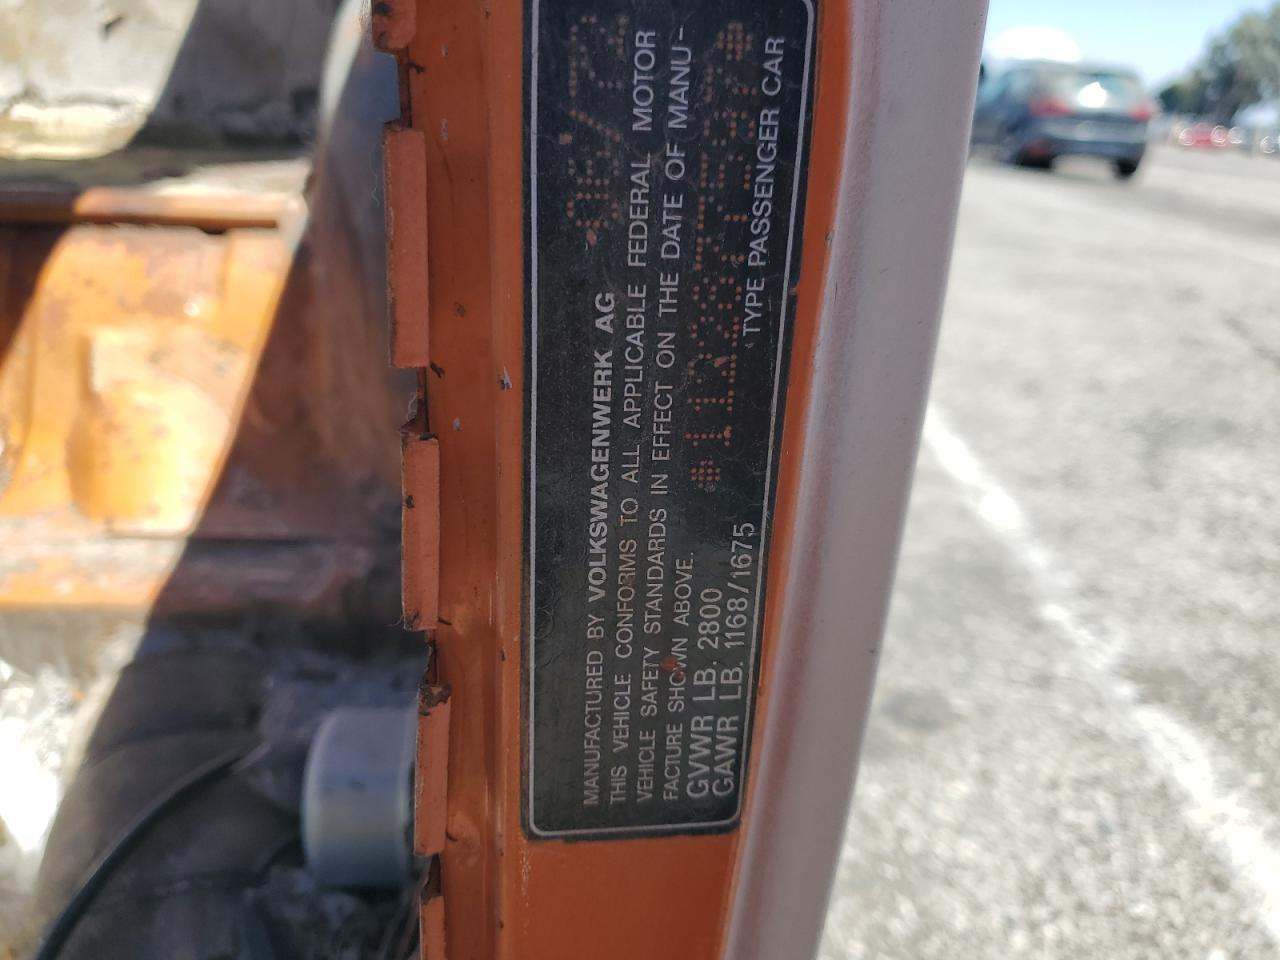 MANUFACTURED BY VOLKSWAGENWERK AG
THIS VEHICLE CONFORMS TO ALL APPLICABLE FEDERAL MOTOR
VEHICLE SAFETY STANDARDS IN EFFECT ON THE DATE OF MANU-
FACTURE SHOWN ABOVE.
GVWR LB. 2800
GAWR LB. 1168/1675
TYPE PASSENGER CAR